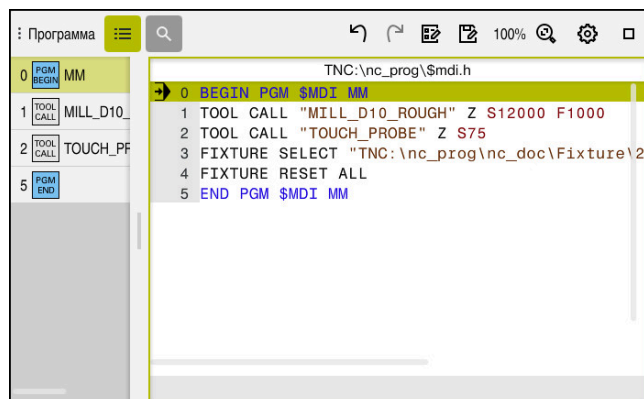 Программа 100%
0 PGM BEGIN MM
1 TOOL CALL MILL_D10_
2 TOOL CALL TOUCH_PF
5 PGM END
TNC:\nc_prog\$mdi.h
0 BEGIN PGM $MDI MM
1 TOOL CALL "MILL_D10_ROUGH" Z S12000 F1000
2 TOOL CALL "TOUCH_PROBE" Z S75
3 FIXTURE SELECT "TNC:\nc_prog\nc_doc\Fixture\2
4 FIXTURE RESET ALL
5 END PGM $MDI MM